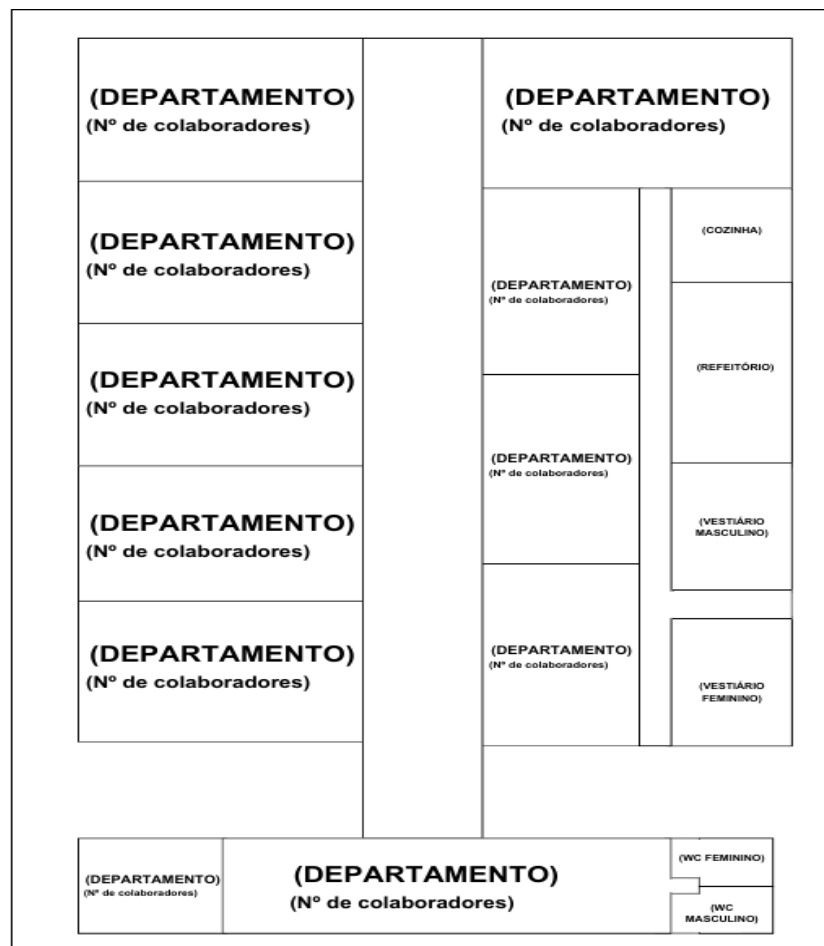 (DEPARTAMENTO)
(Nº de colaboradores)
(DEPARTAMENTO)
(Nº de colaboradores)
(DEPARTAMENTO)
(Nº de colaboradores)
(DEPARTAMENTO)
(Nº de colaboradores)
(DEPARTAMENTO)
(Nº de colaboradores)
(DEPARTAMENTO)
(Nº de colaboradores)
(DEPARTAMENTO)
(Nº de colaboradores)
(DEPARTAMENTO)
(Nº de colaboradores)
(DEPARTAMENTO)
(Nº de colaboradores)
(COZINHA)
(REFEITÓRIO)
(VESTIÁRIO
MASCULINO)
(VESTIÁRIO
FEMININO)
(DEPARTAMENTO)
(Nº de colaboradores)
(DEPARTAMENTO)
(Nº de colaboradores)
(WC FEMININO)
(WC
MASCULINO)